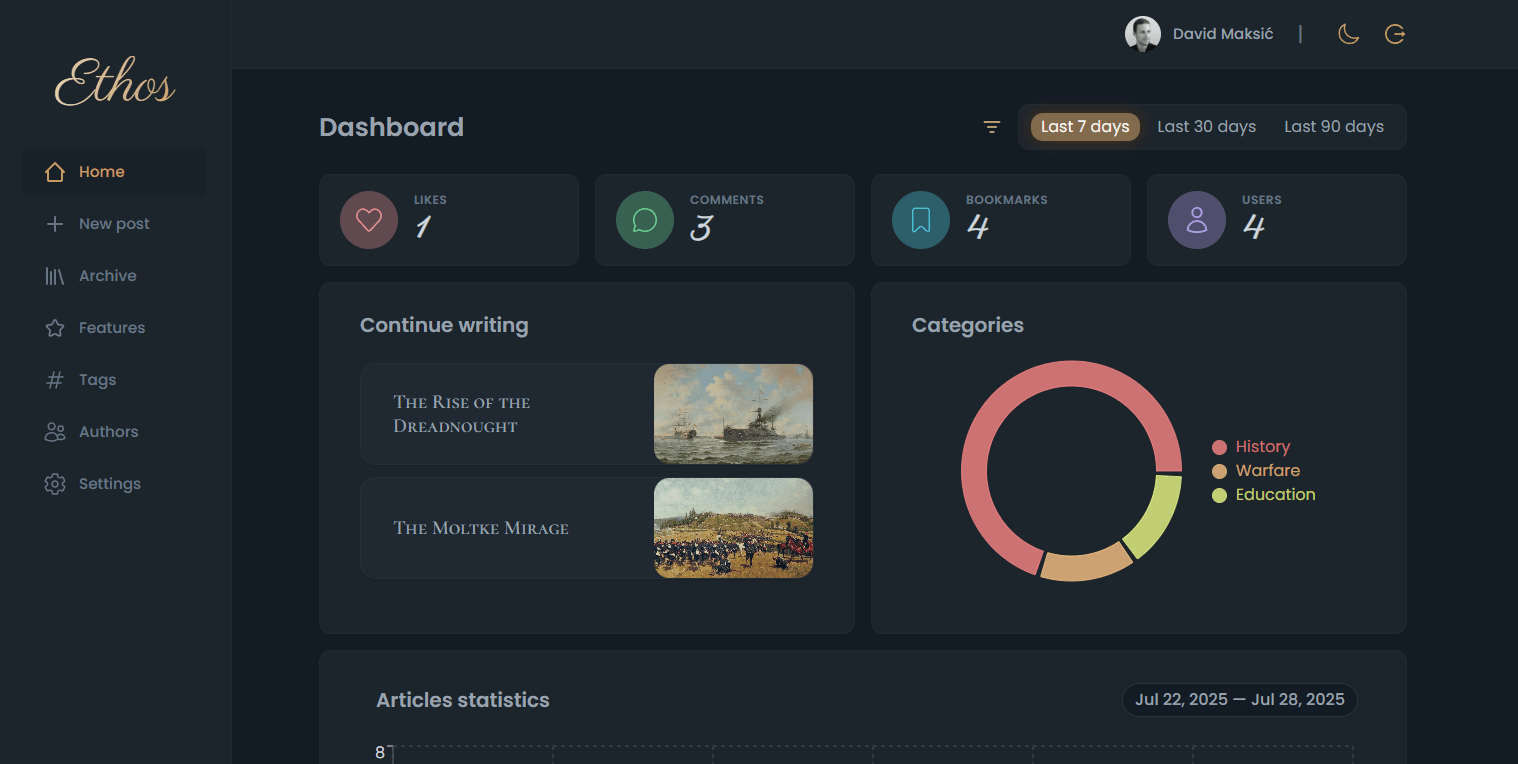 Ethos
David Maksić |
Home
New post
Archive
Features
Tags
Authors
Settings
Dashboard
Last 7 days
Last 30 days
Last 90 days
LIKES
1
COMMENTS
3
BOOKMARKS
4
USERS
4
Continue writing
The Rise of the
Dreadnought
The Moltke Mirage
Categories
History
Warfare
Education
Articles statistics
Jul 22, 2025 — Jul 28, 2025
8